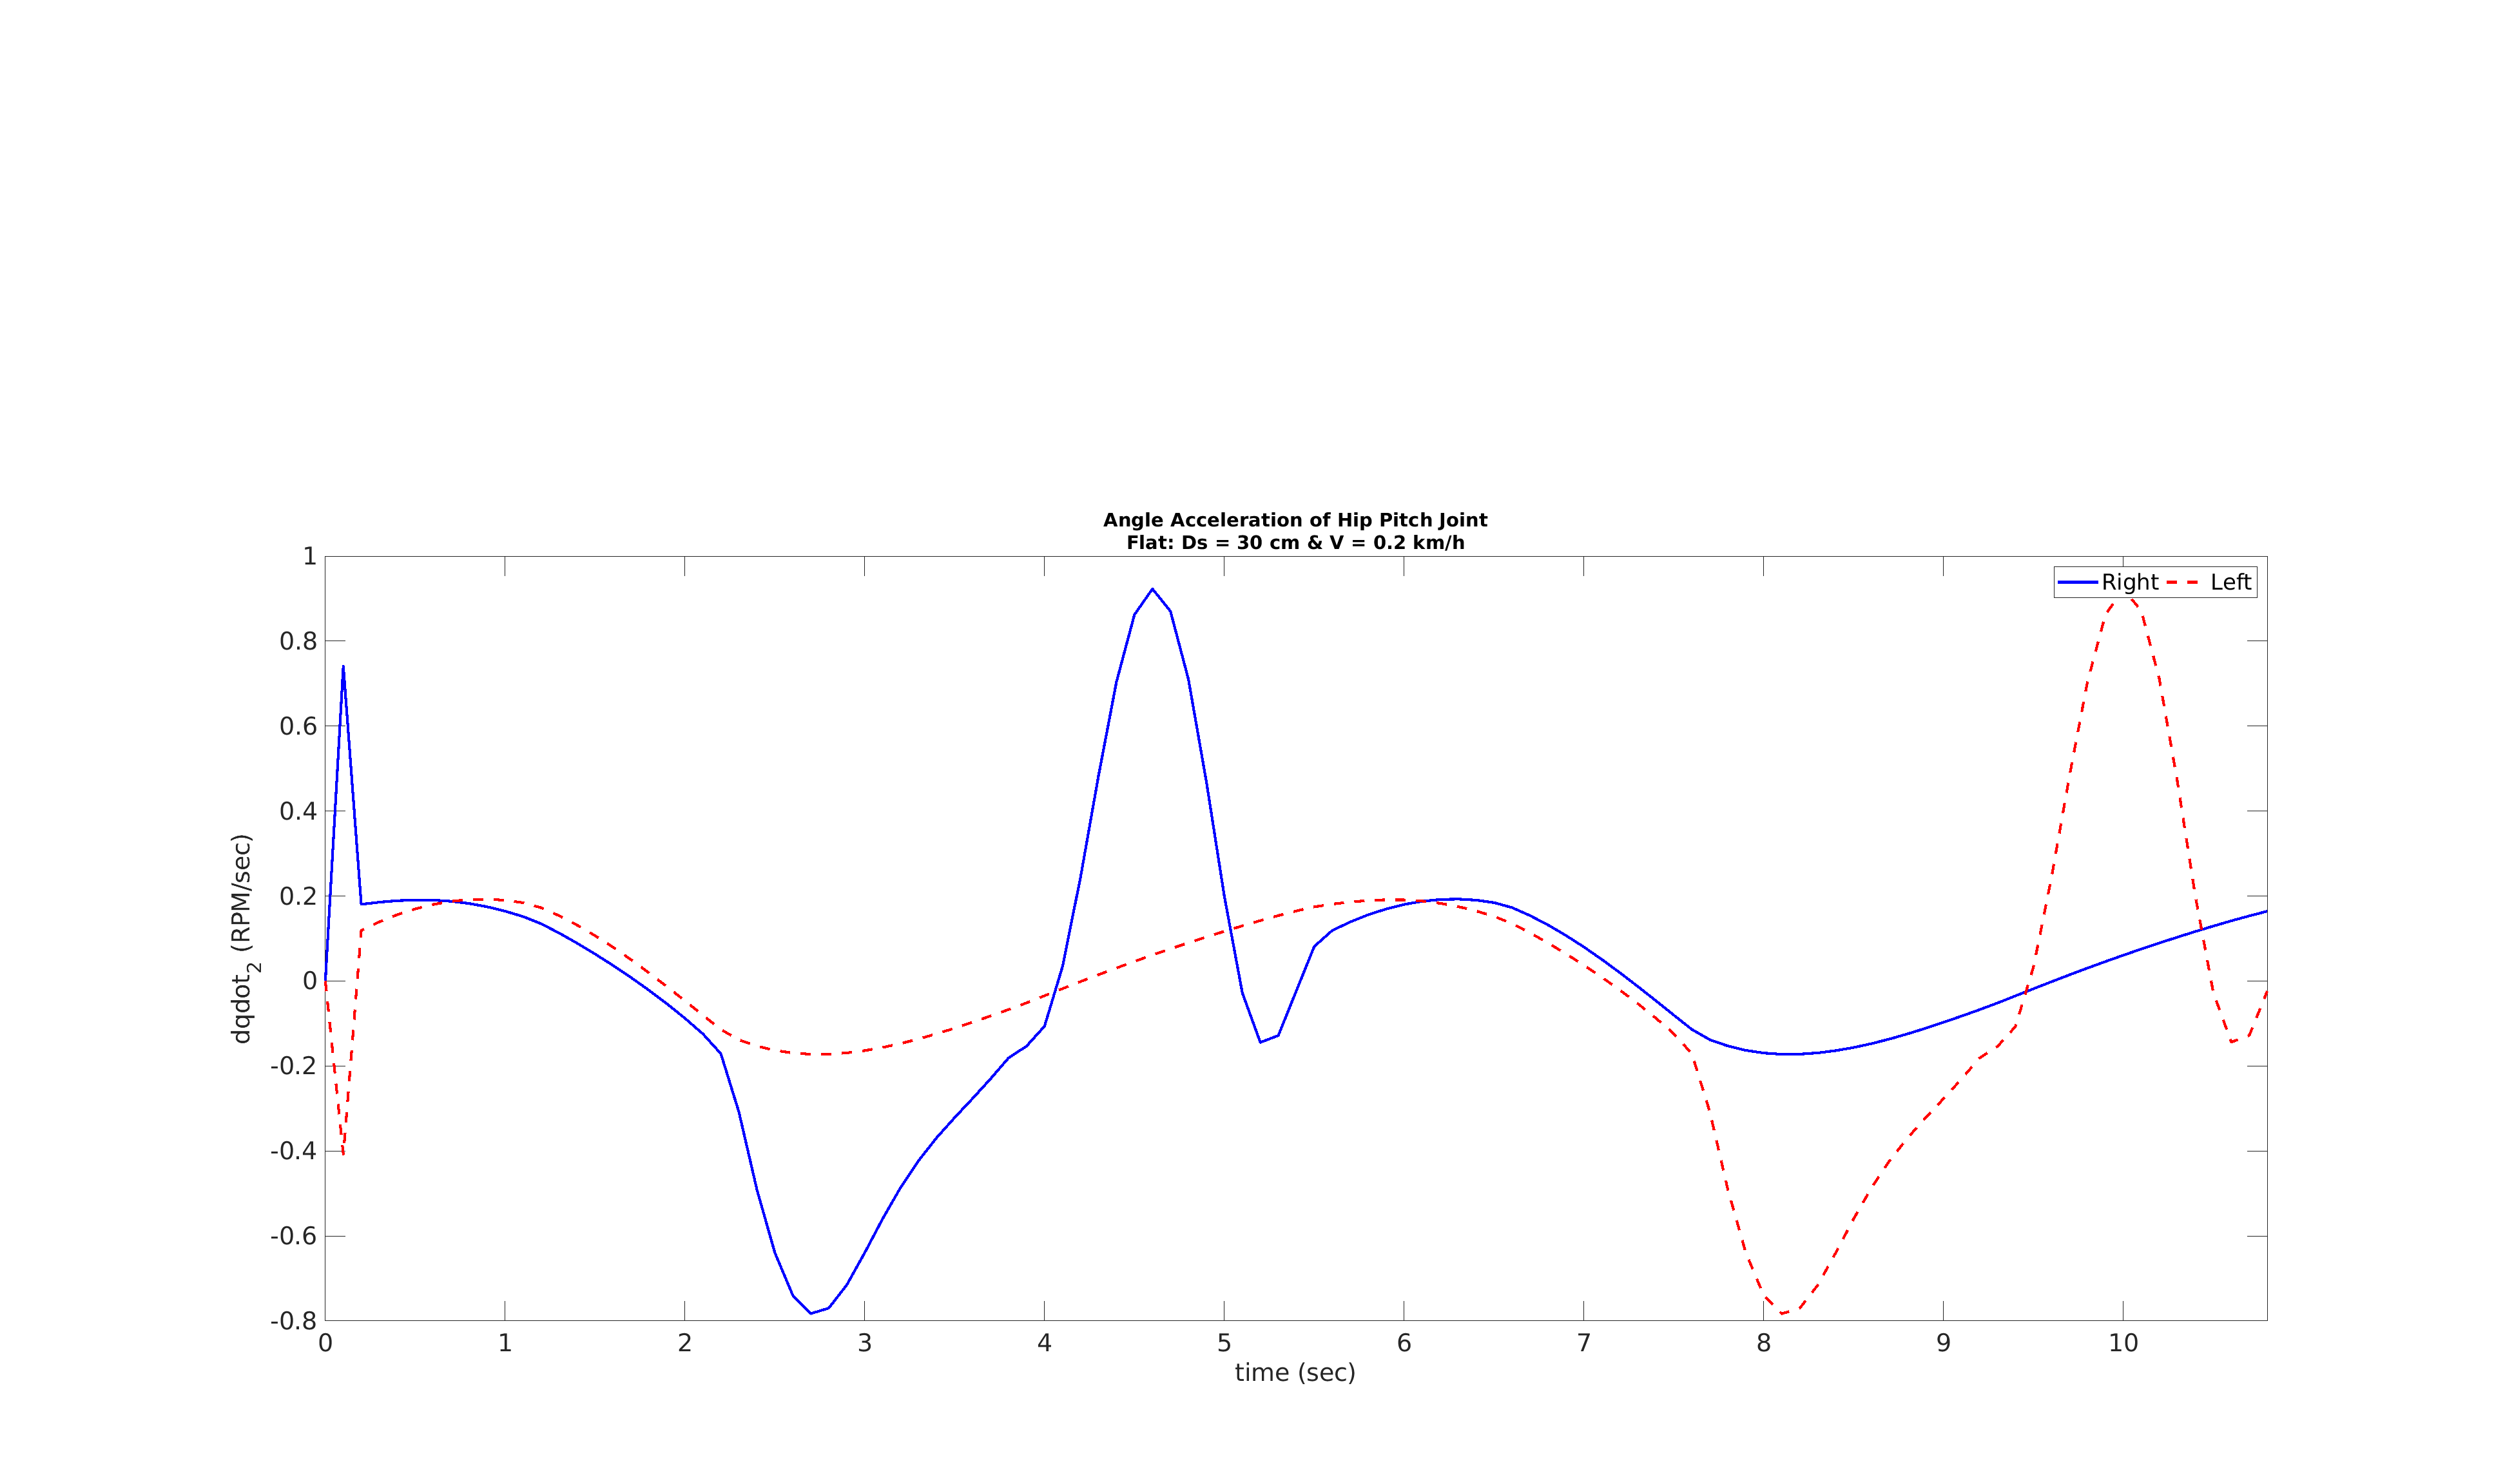 Angle Acceleration of Hip Pitch Joint
Flat: Ds = 30 cm & V = 0.2 km/h
Right Left
1
0.8
0.6
0.4
0.2
0
-0.2
-0.4
-0.6
-0.8
dqdot2 (RPM/sec)
0 1 2 3 4 5 6 7 8 9 10
time (sec)